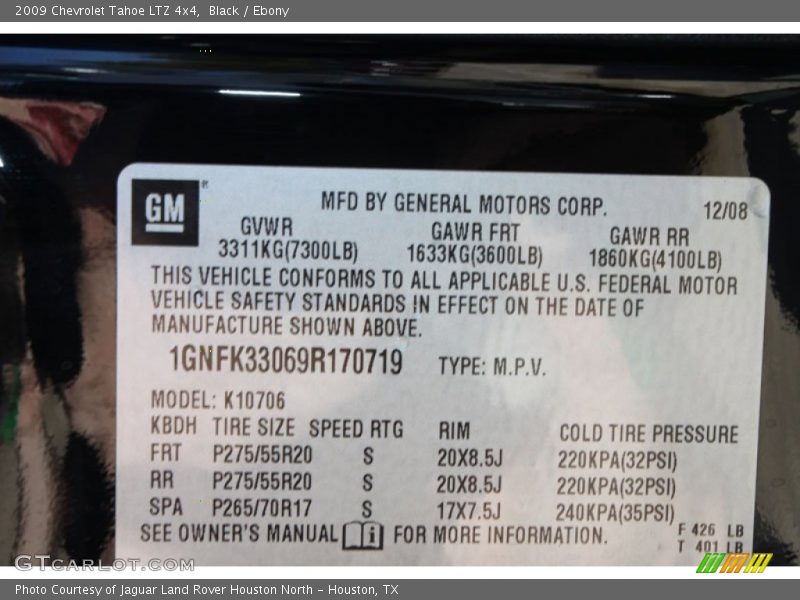 2009 Chevrolet Tahoe LTZ 4x4, Black / Ebony
GM®
MFD BY GENERAL MOTORS CORP.
12/08
GVWR GAWR FRT GAWR RR
3311KG(7300LB) 1633KG(3600LB) 1860KG(4100LB)
THIS VEHICLE CONFORMS TO ALL APPLICABLE U.S. FEDERAL MOTOR
VEHICLE SAFETY STANDARDS IN EFFECT ON THE DATE OF
MANUFACTURE SHOWN ABOVE.
1GNFK33069R170719 TYPE: M.P.V.
MODEL: K10706
KBDH TIRE SIZE SPEED RTG RIM COLD TIRE PRESSURE
FRT P275/55R20 S 20X8.5J 220KPA(32PSI)
RR P275/55R20 S 20X8.5J 220KPA(32PSI)
SPA P265/70R17 S 17X7.5J 240KPA(35PSI)
SEE OWNER'S MANUAL i FOR MORE INFORMATION.
F 426 LB
T 401 LB
GTcarlot.com
Photo Courtesy of Jaguar Land Rover Houston North - Houston, TX